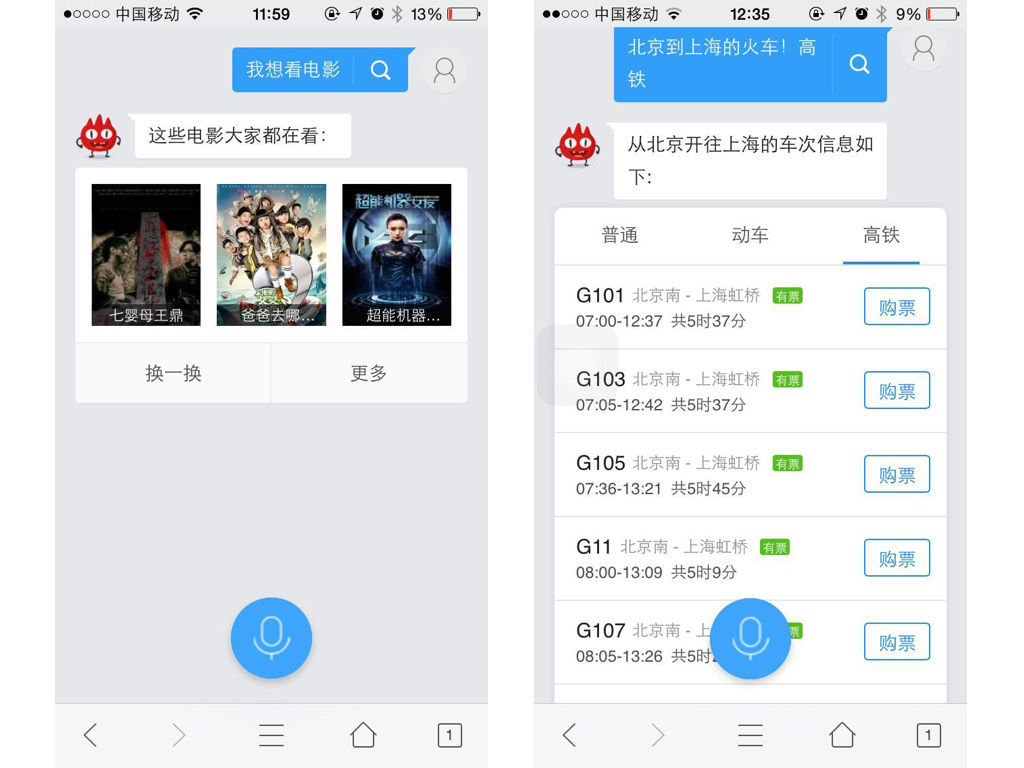 中国移动
11:59
13%
我想看电影
这些电影大家都在看:
超能机器女友
七婴母王鼎
爸爸去哪...
超能机器...
换一换
更多
1
中国移动
12:35
9%
北京到上海的火车！高
铁
从北京开往上海的车次信息如
下:
普通
动车
高铁
G101 北京南 - 上海虹桥 有票
07:00-12:37 共5时37分
购票
G103 北京南 - 上海虹桥 有票
07:05-12:42 共5时37分
购票
G105 北京南 - 上海虹桥 有票
07:36-13:21 共5时45分
购票
G11 北京南 - 上海虹桥 有票
08:00-13:09 共5时9分
购票
G107 北京南 - 上 票
08:05-13:26 共5时
购票
1